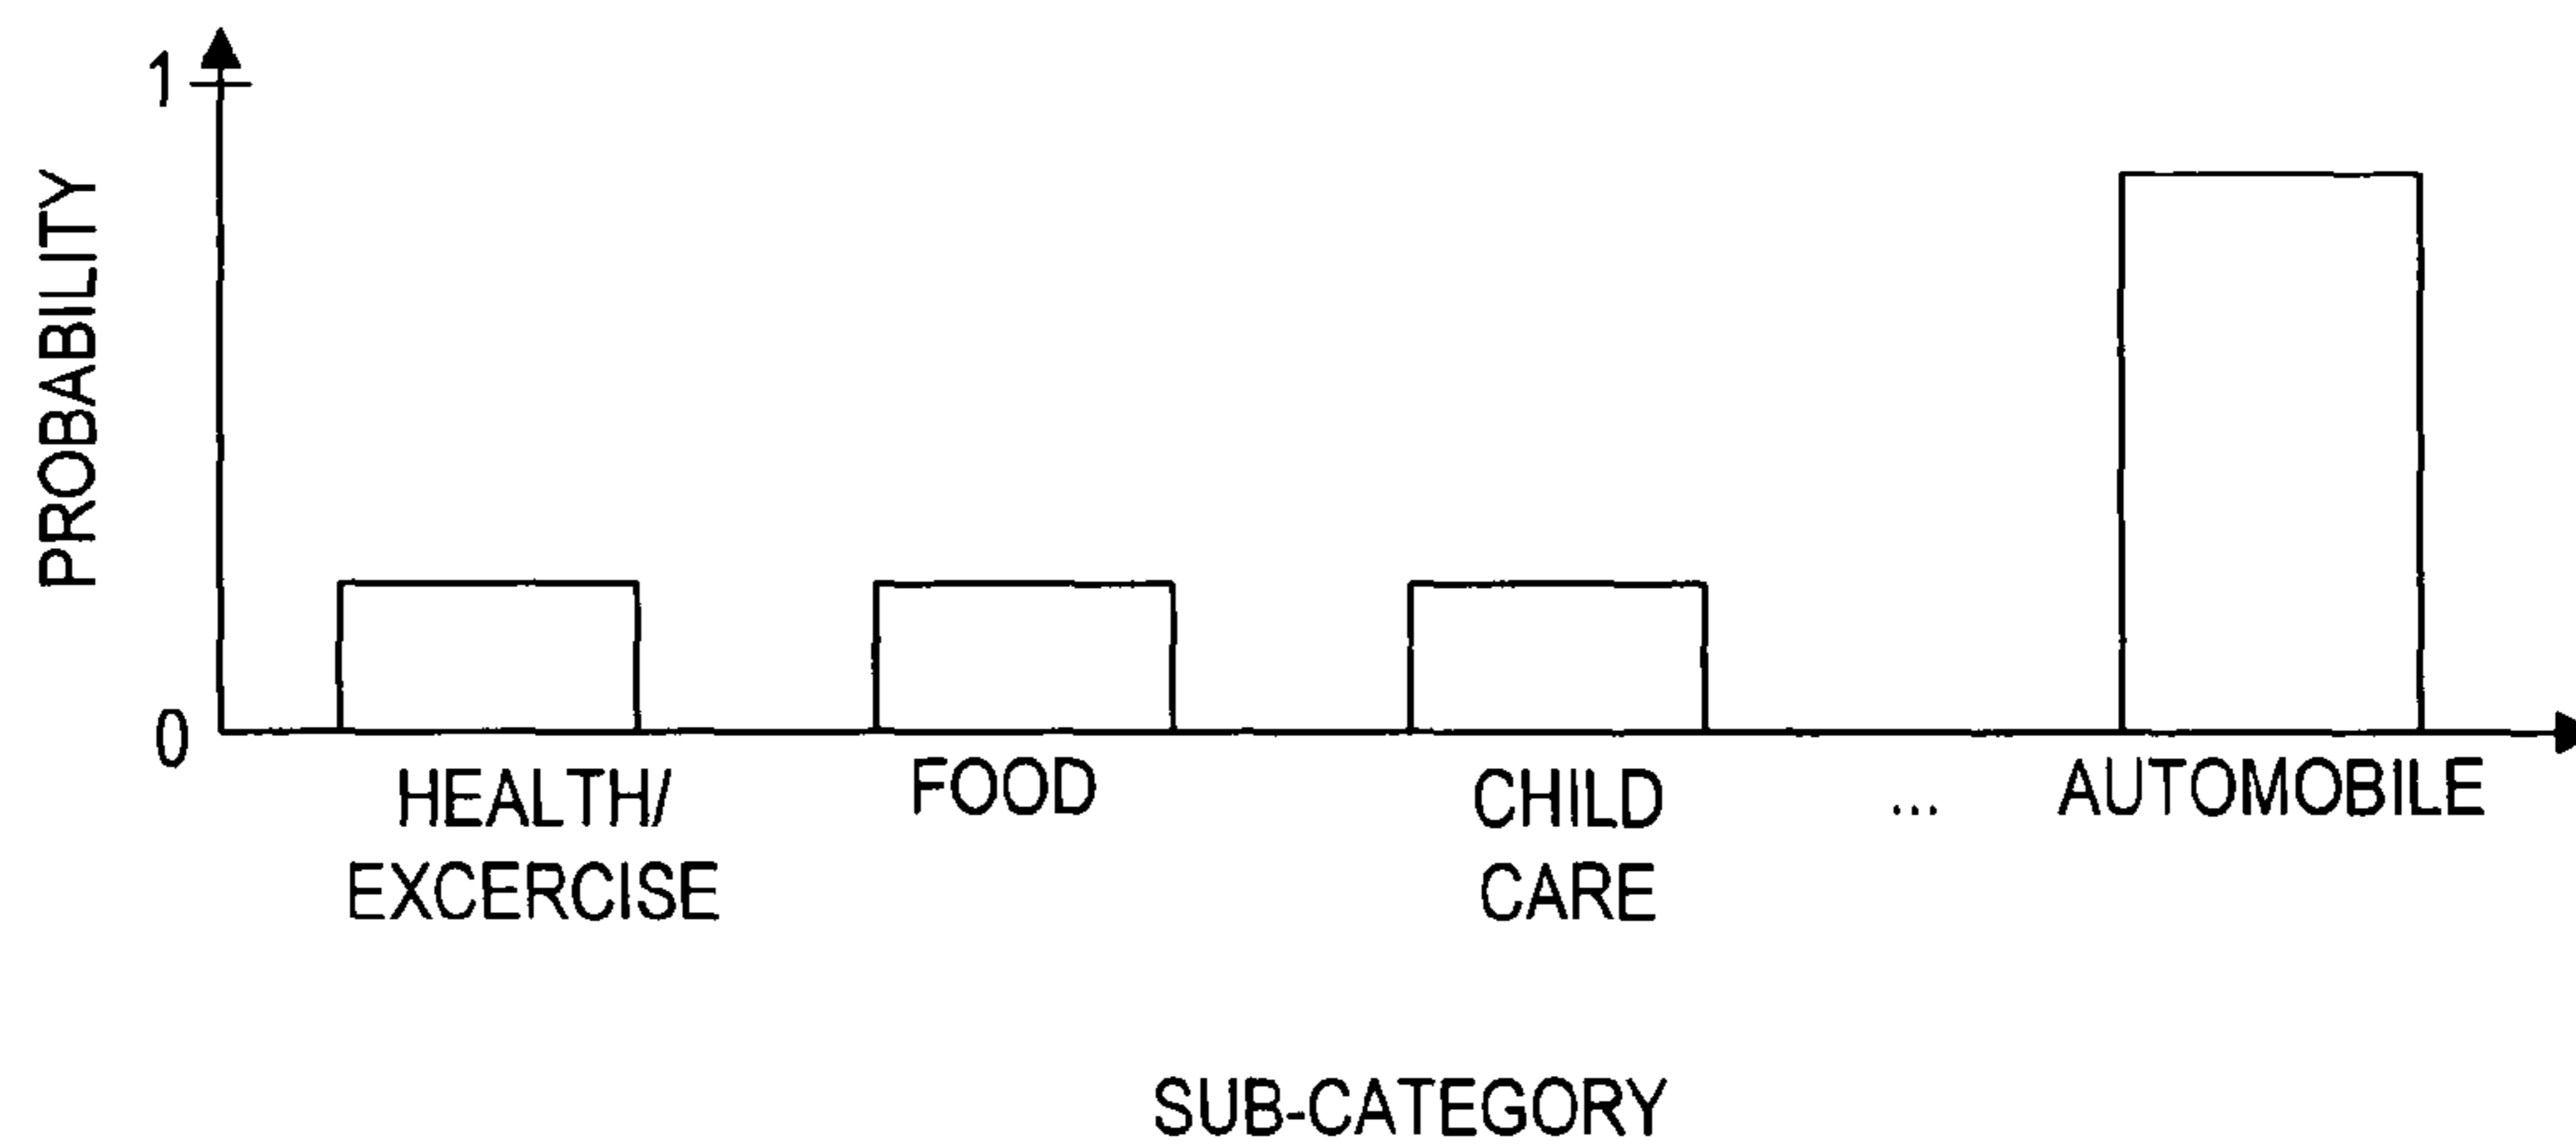 1
PROBABILITY
0
HEALTH/
EXCERCISE
FOOD
CHILD
CARE
...
AUTOMOBILE
SUB-CATEGORY